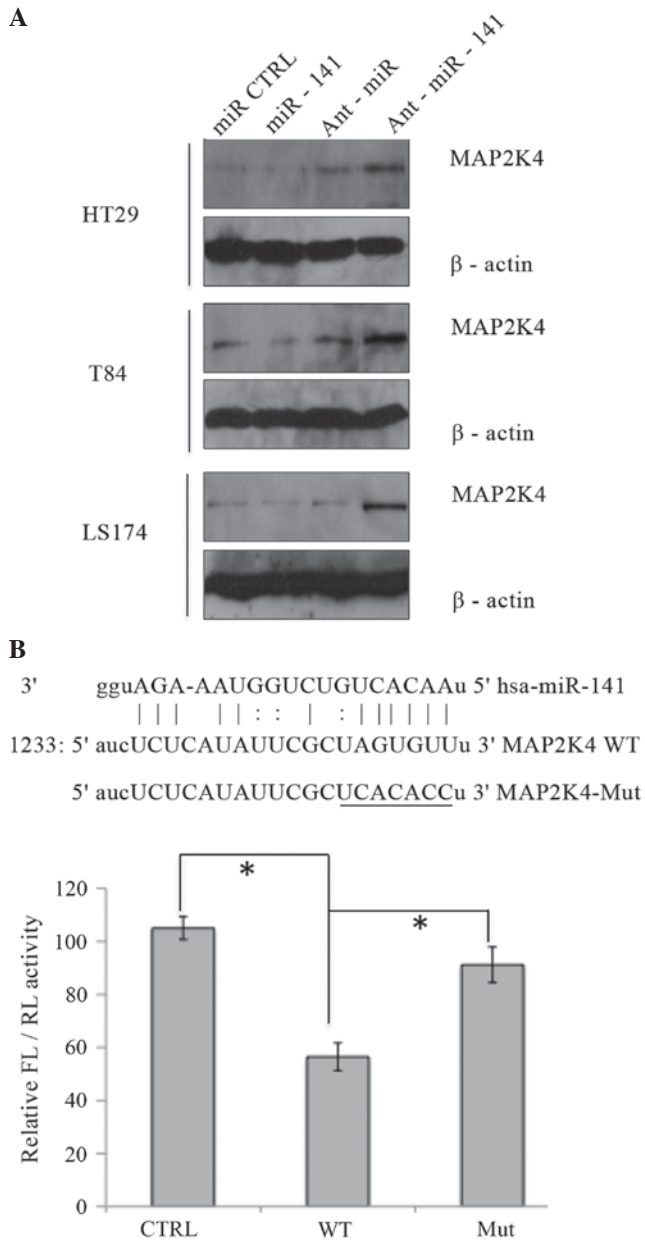 A
miR CTRL
miR - 141
Ant - miR
Ant - miR - 141
MAP2K4
HT29
β - actin
MAP2K4
T84
β - actin
MAP2K4
LS174
β - actin
B
3' gguAGA-AAUGGUCUGUCACAAu 5' hsa-miR-141
1233: 5' aucUCUCAUAUUCGCUAGUGUUu 3' MAP2K4 WT
5' aucUCUCAUAUUCGCUCACACCu 3' MAP2K4-Mut
*
*
Relative FL / RL activity
120
100
80
60
40
20
0
CTRL WT Mut